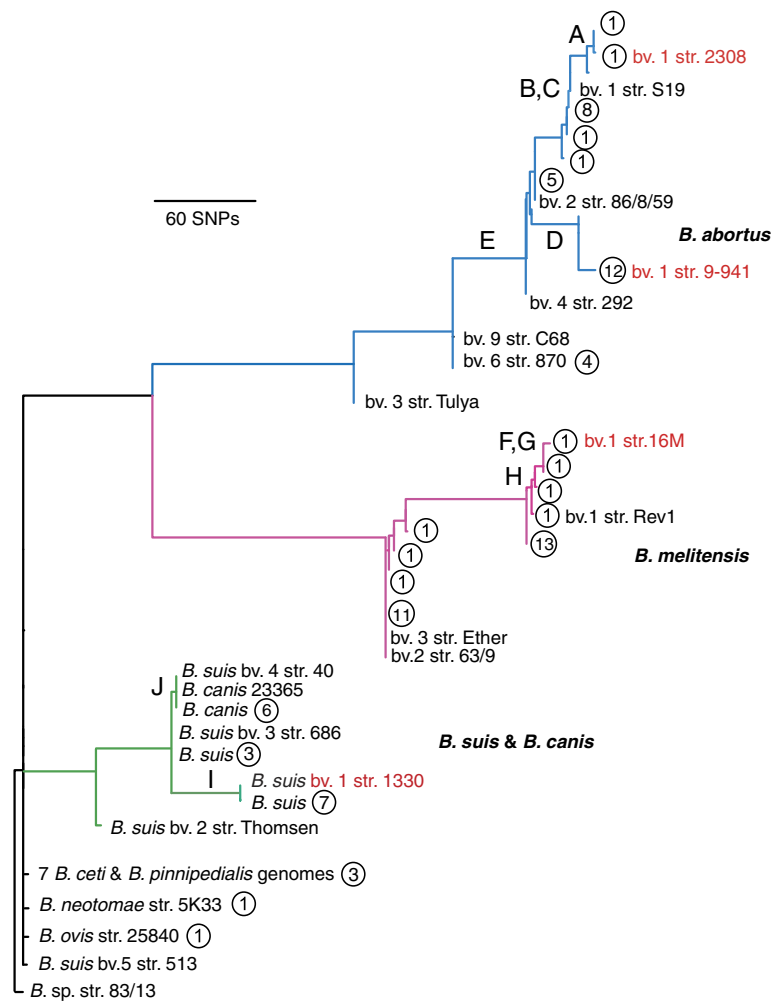 A
1
1 bv. 1 str. 2308
B,C
bv. 1 str. S19
8
1
1
5
bv. 2 str. 86/8/59
60 SNPs
B. abortus
E
D
12 bv. 1 str. 9-941
bv. 4 str. 292
bv. 9 str. C68
bv. 6 str. 870 4
bv. 3 str. Tulya
F,G
1 bv.1 str.16M
1
H
1
1 bv.1 str. Rev1
13
B. melitensis
1
1
1
11
bv. 3 str. Ether
bv.2 str. 63/9
B. suis bv. 4 str. 40
J
B. canis 23365
B. canis 6
B. suis bv. 3 str. 686
B. suis & B. canis
B. suis 3
I
B. suis bv. 1 str. 1330
B. suis 7
B. suis bv. 2 str. Thomsen
7 B. ceti & B. pinnipedialis genomes 3
B. neotomae str. 5K33 1
B. ovis str. 25840 1
B. suis bv.5 str. 513
B. sp. str. 83/13